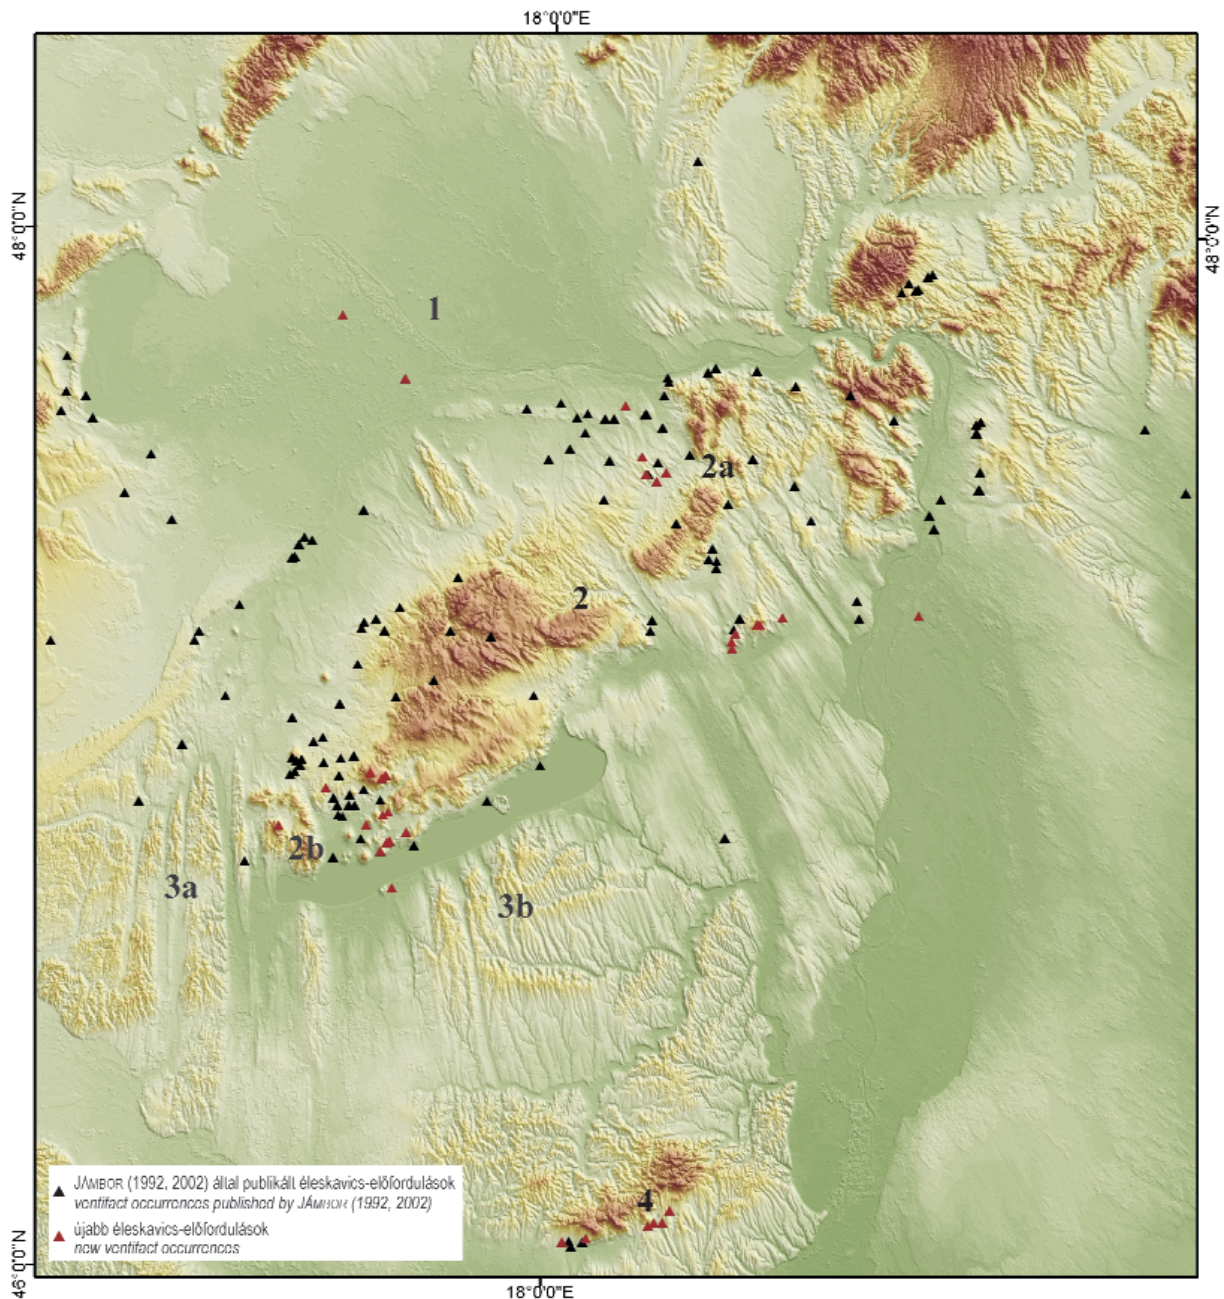 18°0'0"E
48°0'0"N
48°0'0"N
1
2a
2
2b
3a
3b
4
JÁMBOR (1992, 2002) által publikált éleskavics-előfordulások
ventifact occurrences published by JÁMBOR (1992, 2002)
újabb éleskavics-előfordulások
new ventifact occurrences
46°0'0"N
18°0'0"E